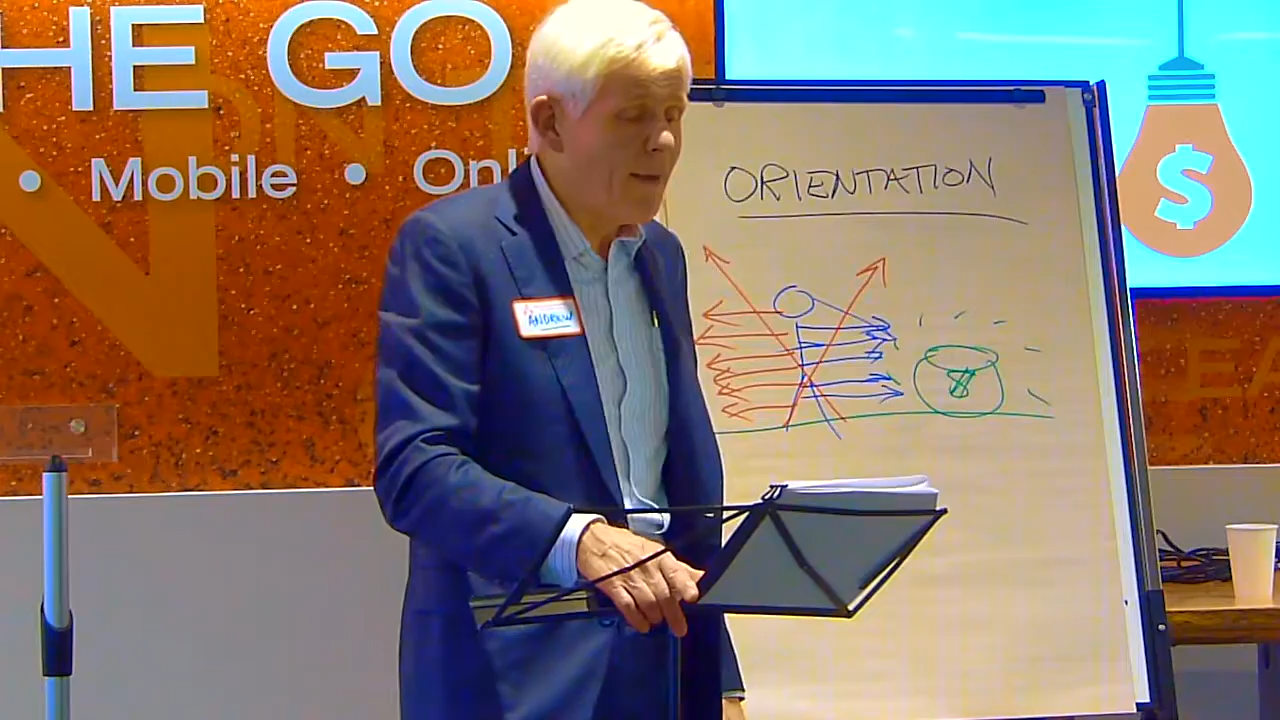 HE GO
• Mobile • Onl
ANDREW
ORIENTATION
$